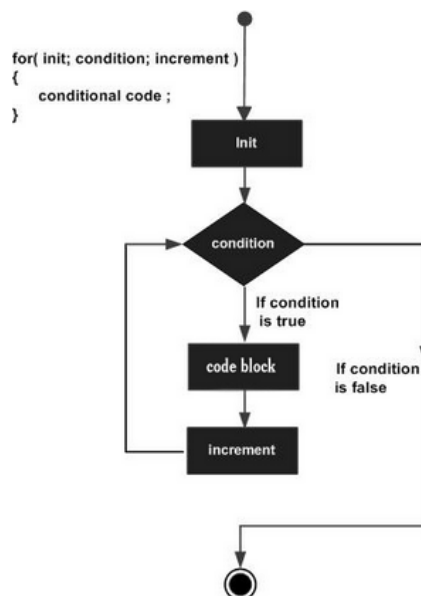 for( init; condition; increment )
{
conditional code ;
}
Init
condition
If condition
is true
code block
If condition
is false
increment